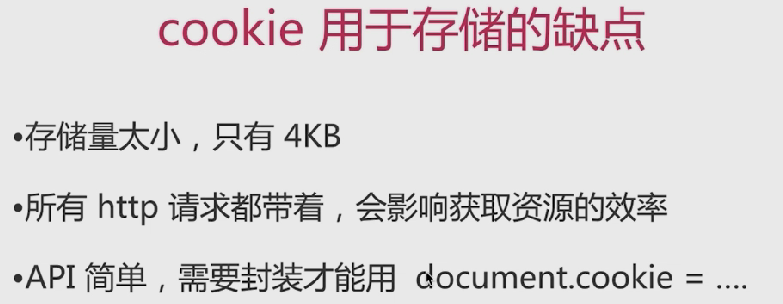 cookie 用于存储的缺点
•存储量太小，只有 4KB
•所有 http 请求都带着，会影响获取资源的效率
•API 简单，需要封装才能用 document.cookie = ....